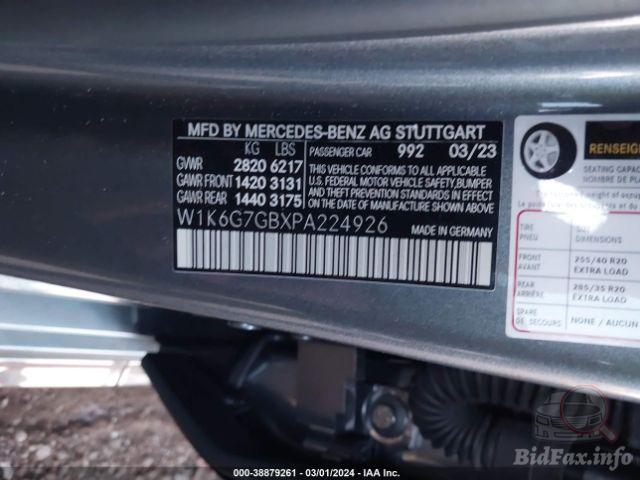 MFD BY MERCEDES-BENZ AG STUTTGART
KG LBS PASSENGER CAR 992 03/23
GVWR 2820 6217
GAWR FRONT 1420 3131
GAWR REAR 1440 3175
THIS VEHICLE CONFORMS TO ALL APPLICABLE
U.S. FEDERAL MOTOR VEHICLE SAFETY, BUMPER
AND THEFT PREVENTION STANDARDS IN EFFECT
ON THE DATE OF MANUFACTURE SHOWN ABOVE.
W1K6G7GBXPA224926 MADE IN GERMANY
RENSEIGNE
SEATING CAPAC
NOMBRE DE P
TIRE
PNEU
DIMENSIONS
FRONT
AVANT
255/40 R20
EXTRA LOAD
REAR
ARRIÈRE
285/35 R20
EXTRA LOAD
SPARE
DE SECOURS
NONE / AUCUN
000-38879261 - 03/01/2024 - IAA Inc.
BidFax.info